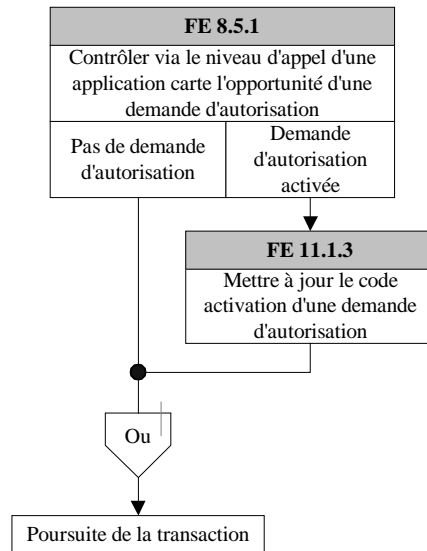 FE 8.5.1
Contrôler via le niveau d'appel d'une
application carte l'opportunité d'une
demande d'autorisation
Pas de demande
d'autorisation
Demande
d'autorisation
activée
FE 11.1.3
Mettre à jour le code
activation d'une demande
d'autorisation
Ou
Poursuite de la transaction